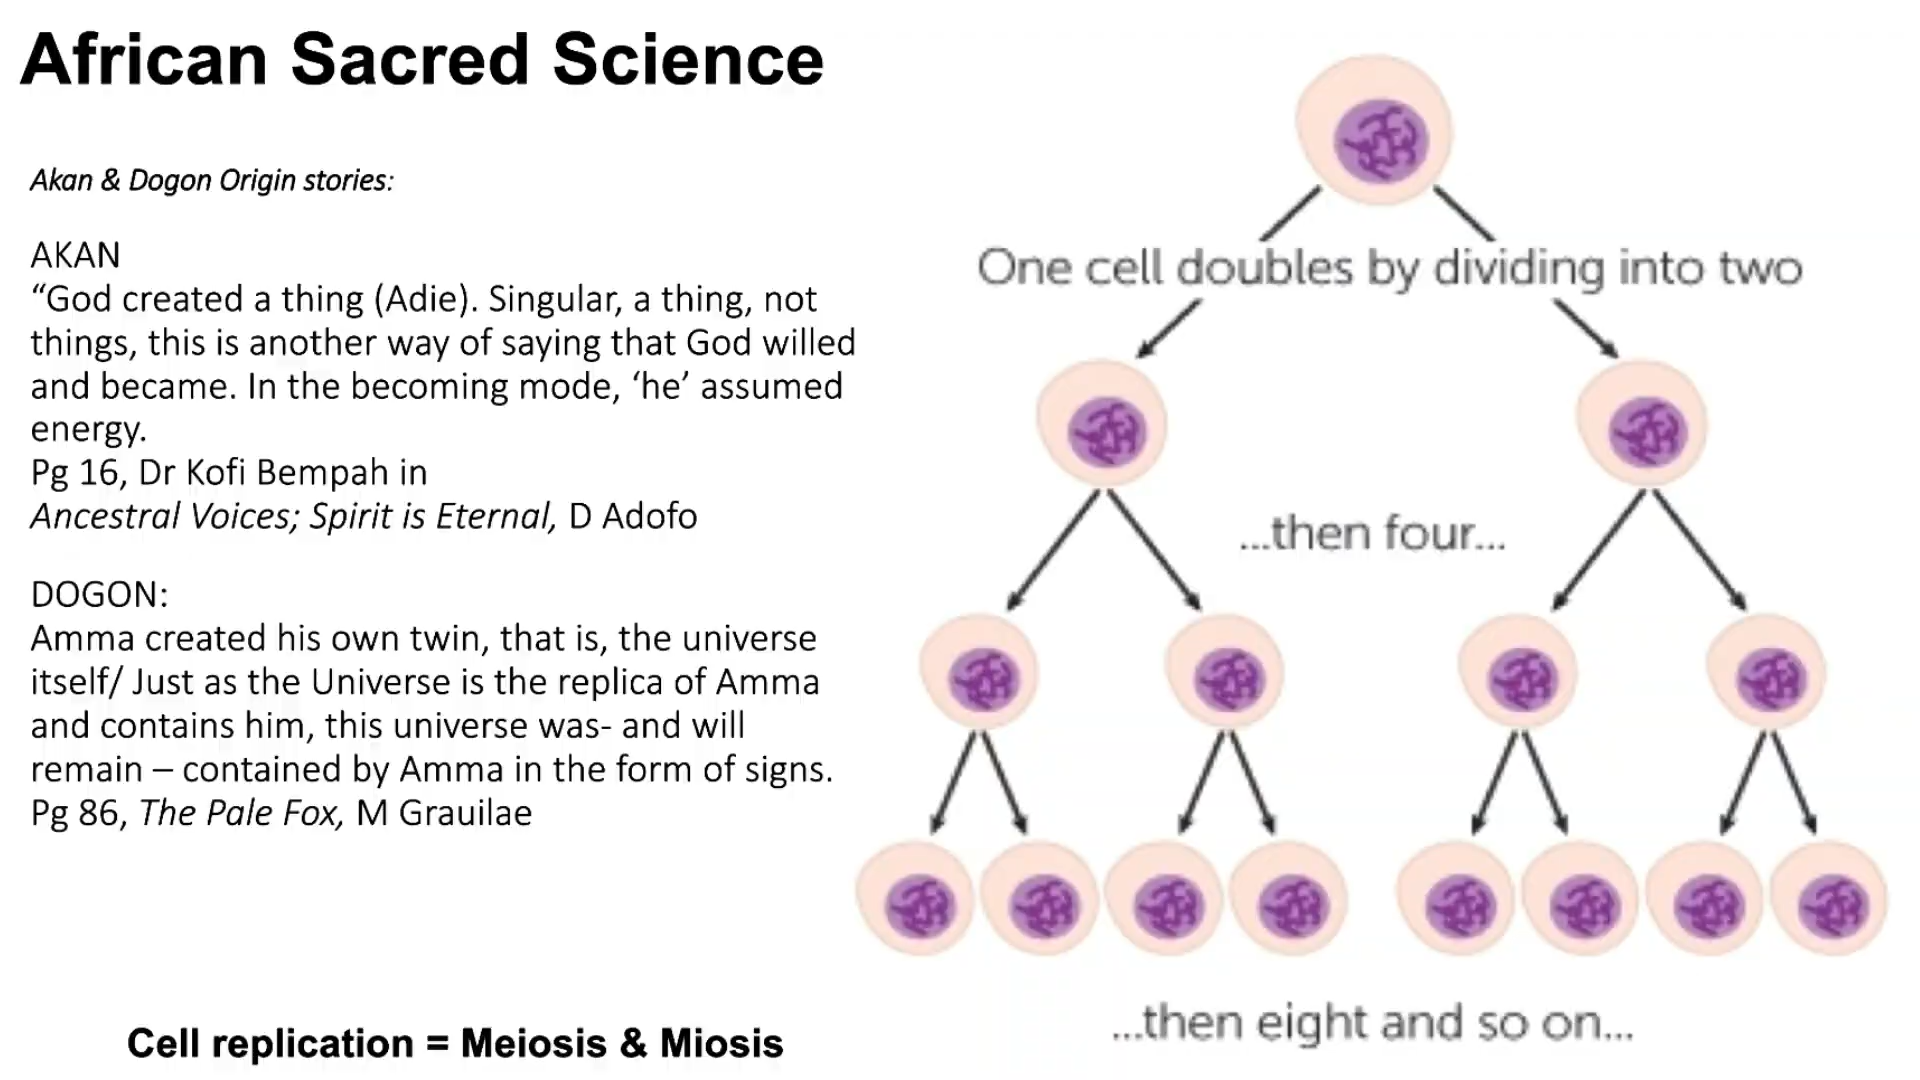 African Sacred Science
Akan & Dogon Origin stories:
AKAN
“God created a thing (Adie). Singular, a thing, not
things, this is another way of saying that God willed
and became. In the becoming mode, ‘he’ assumed
energy.
Pg 16, Dr Kofi Bempah in
Ancestral Voices; Spirit is Eternal, D Adofo
DOGON:
Amma created his own twin, that is, the universe
itself/ Just as the Universe is the replica of Amma
and contains him, this universe was- and will
remain – contained by Amma in the form of signs.
Pg 86, The Pale Fox, M Grauilae
Cell replication = Meiosis & Miosis
One cell doubles by dividing into two
...then four...
...then eight and so on...